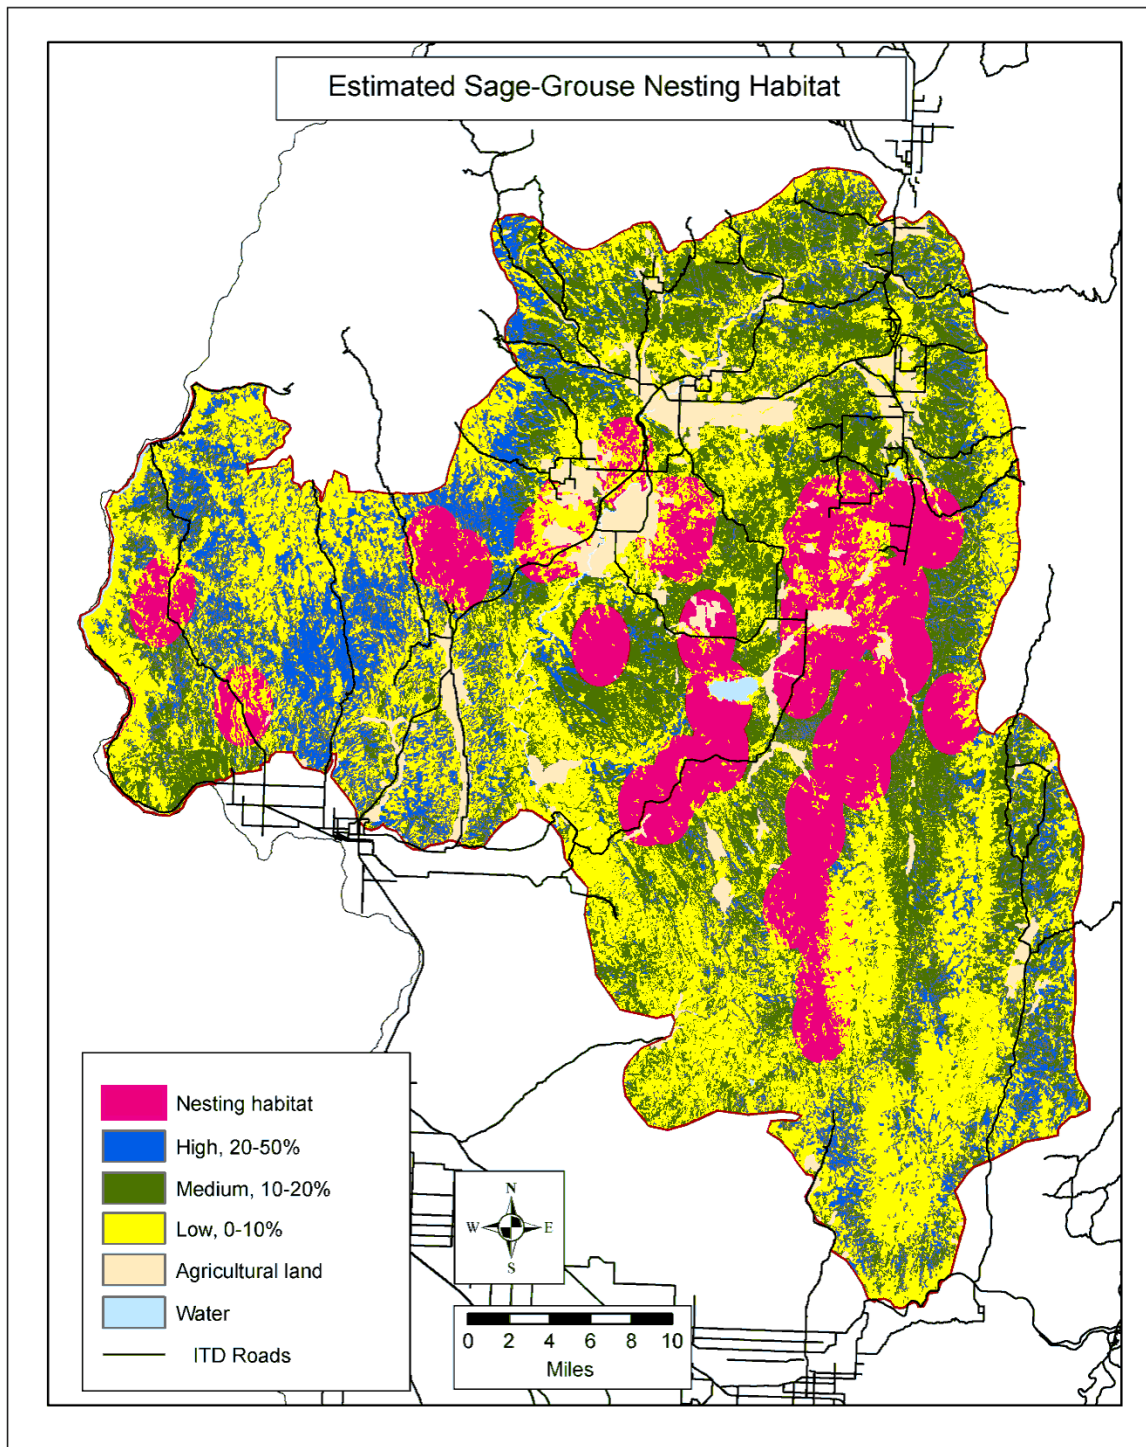 Estimated Sage-Grouse Nesting Habitat
Nesting habitat
High, 20-50%
Medium, 10-20%
Low, 0-10%
Agricultural land
Water
ITD Roads
N
W E
S
0 2 4 6 8 10
Miles